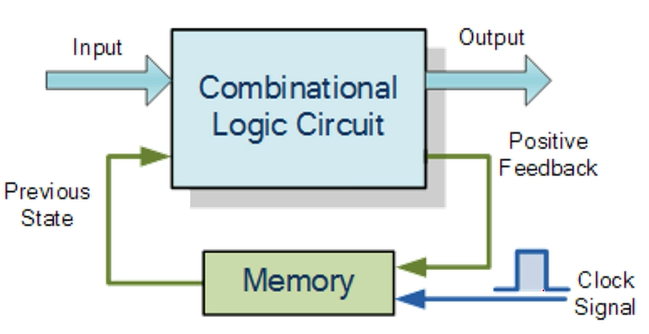 Input
Output
Combinational
Logic Circuit
Positive
Feedback
Previous
State
Memory
Clock
Signal